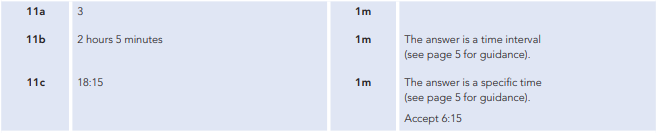 11a 3 1m
11b 2 hours 5 minutes 1m The answer is a time interval
(see page 5 for guidance).
11c 18:15 1m The answer is a specific time
(see page 5 for guidance).
Accept 6:15